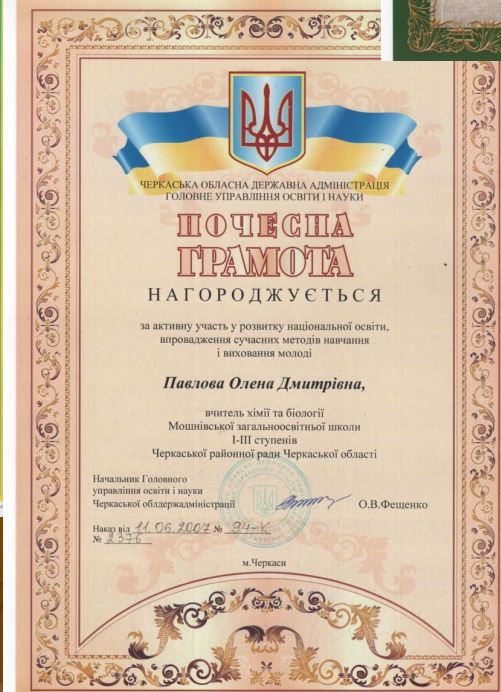 ЧЕРКАСЬКА ОБЛАСНА ДЕРЖАВНА АДМІНІСТРАЦІЯ
ГОЛОВНЕ УПРАВЛІННЯ ОСВІТИ І НАУКИ
ПОЧЕСНА
ГРАМОТА
НАГОРОДЖУЄТЬСЯ
за активну участь у розвитку національної освіти,
впровадження сучасних методів навчання
і виховання молоді
Павлова Олена Дмитрівна,
вчитель хімії та біології
Мошнівської загальноосвітньої школи
І-ІІІ ступенів
Черкаської районної ради Черкаської області
Начальник Головного
управління освіти і науки
Черкаської облдержадміністрації О.В.Фещенко
Наказ від 11.06.2007 № 94-К
№ 2376
м.Черкаси